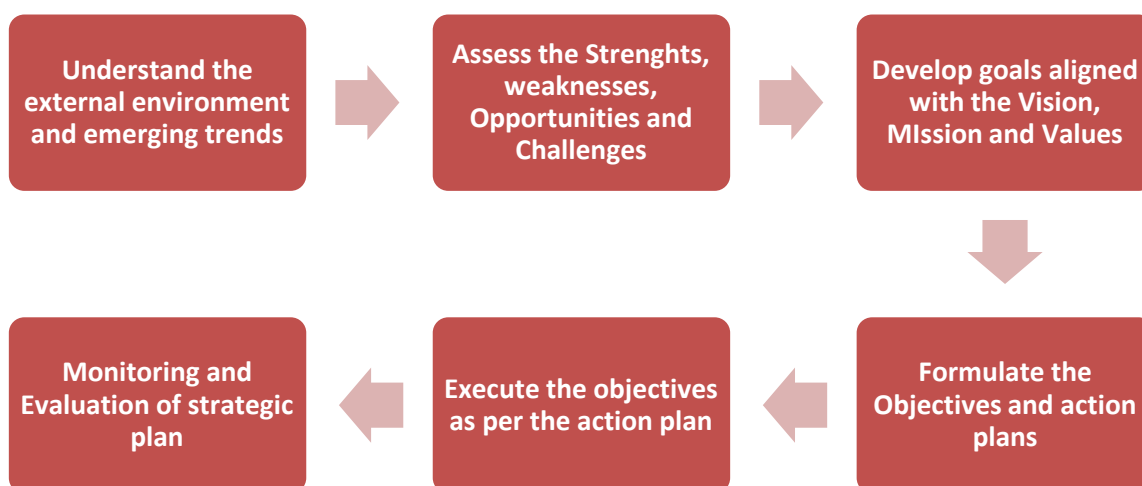 Understand the
external environment
and emerging trends
Assess the Strenghts,
weaknesses,
Opportunities and
Challenges
Develop goals aligned
with the Vision,
MIssion and Values
Formulate the
Objectives and action
plans
Execute the objectives
as per the action plan
Monitoring and
Evaluation of strategic
plan